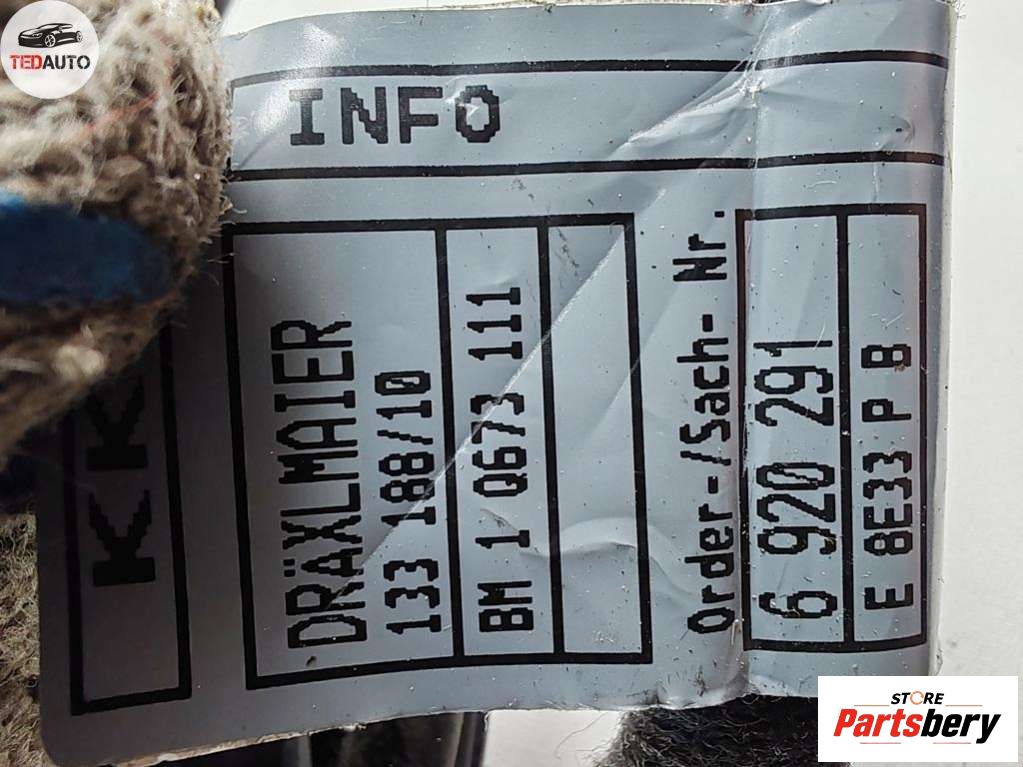 TEDAUTO
INFO
KK
DRÄXLMAIER
133 188/10
BM 1 Q673 111
Order-/Sach- Nr.
6 920 291
E 8E33 P B
STORE
Partsbery